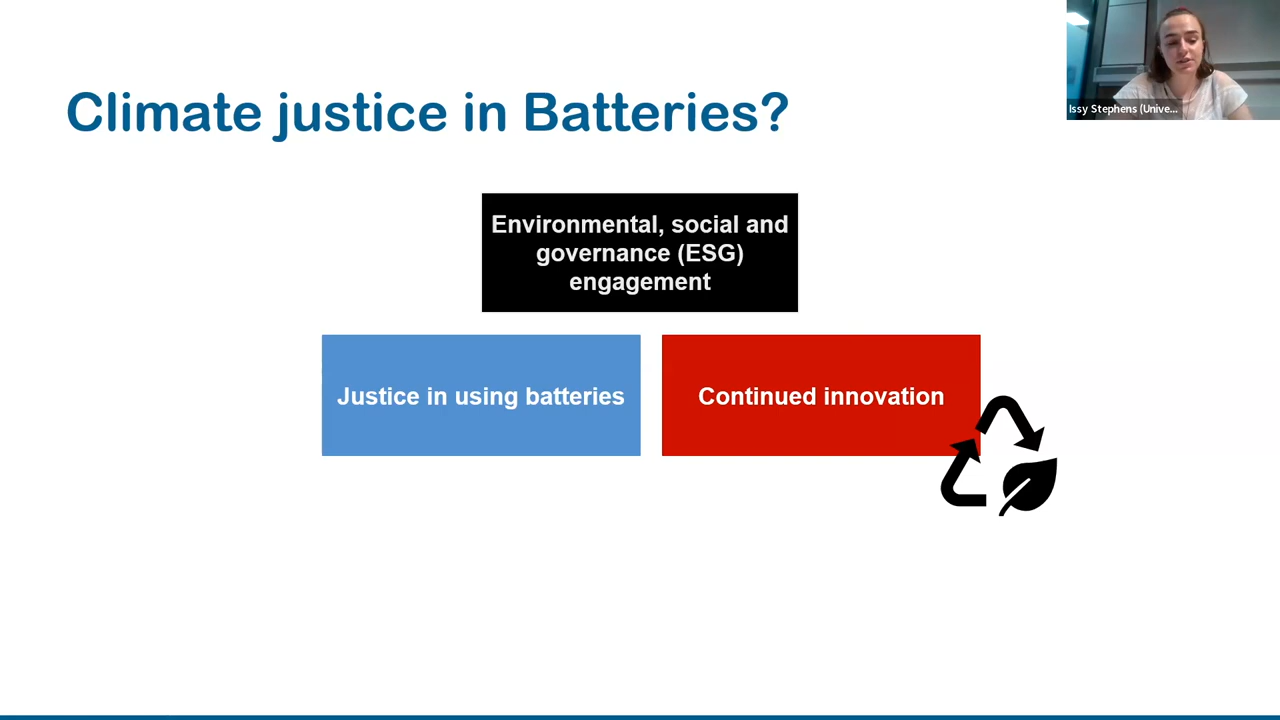 Climate justice in Batteries?
Issy Stephens (Unive...
Environmental, social and
governance (ESG)
engagement
Justice in using batteries
Continued innovation